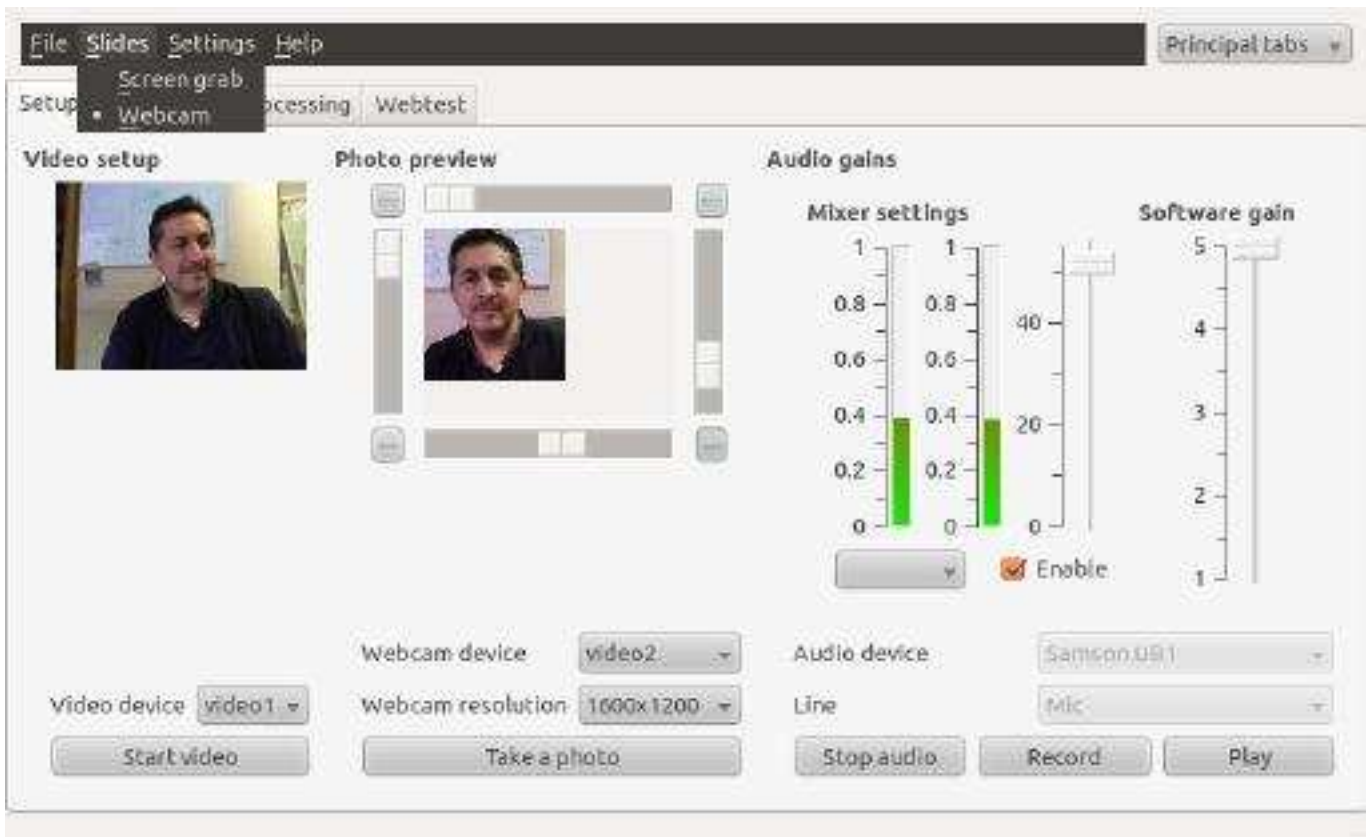 File Slides Settings Help Principal tabs
Screen grab
Setup ocessing Webtest
• Webcam
Video setup Photo preview Audio gains
Mixer settings Software gain
1 1 5
0.8 0.8 40 4
0.6 0.6
0.4 0.4 20 3
0.2 0.2 2
0 0 0
Enable 1
Webcam device video2 Audio device Samson UB1
Video device video1 Webcam resolution 1600x1200 Line Mic
Start video Take a photo Stop audio Record Play